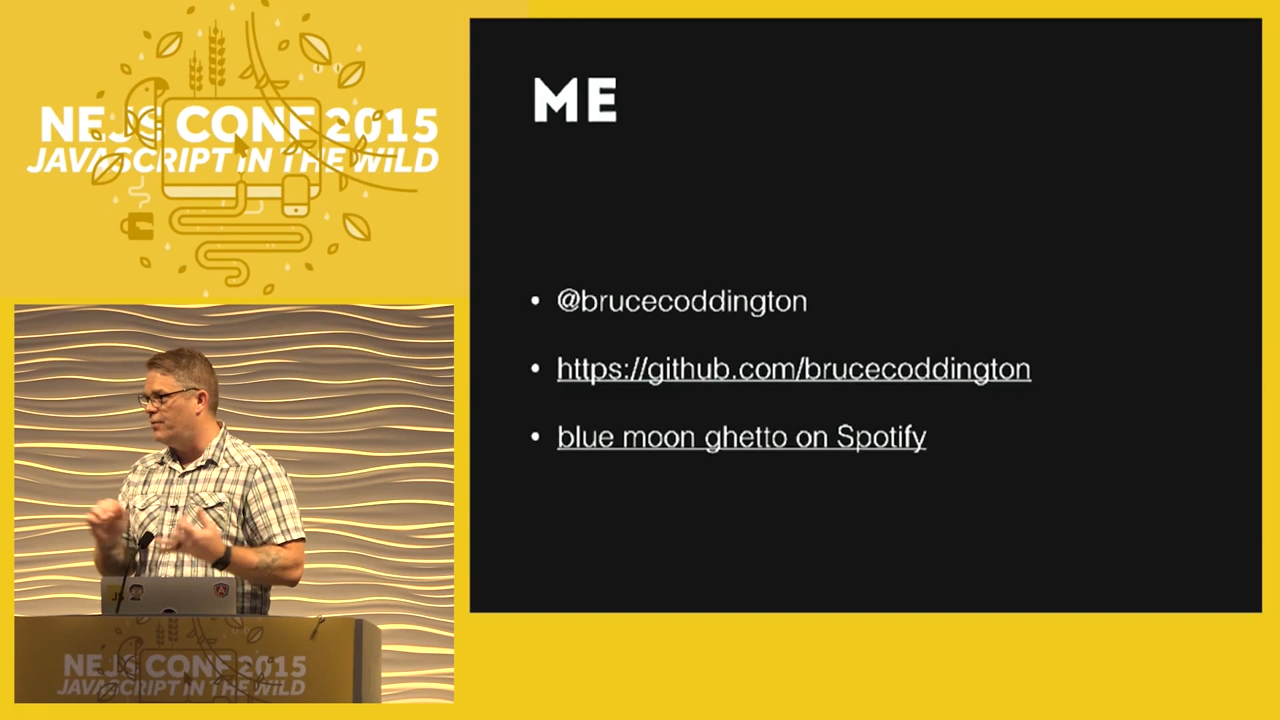 NEJS CONF 2015
JAVASCRIPT IN THE WILD
ME
@brucecoddington
https://github.com/brucecoddington
blue moon ghetto on Spotify
JS
NEJS CONF 2015
JAVASCRIPT IN THE WILD